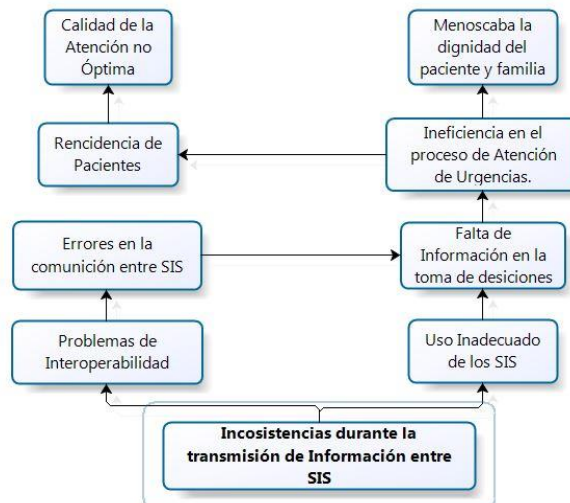 Calidad de la
Atención no
Óptima
Menoscaba la
dignidad del
paciente y familia
Rencidencia de
Pacientes
Ineficiencia en el
proceso de Atención
de Urgencias.
Errores en la
comunición entre SIS
Falta de
Información en la
toma de desiciones
Problemas de
Interoperabilidad
Uso Inadecuado
de los SIS
Incosistencias durante la
transmisión de Información entre
SIS